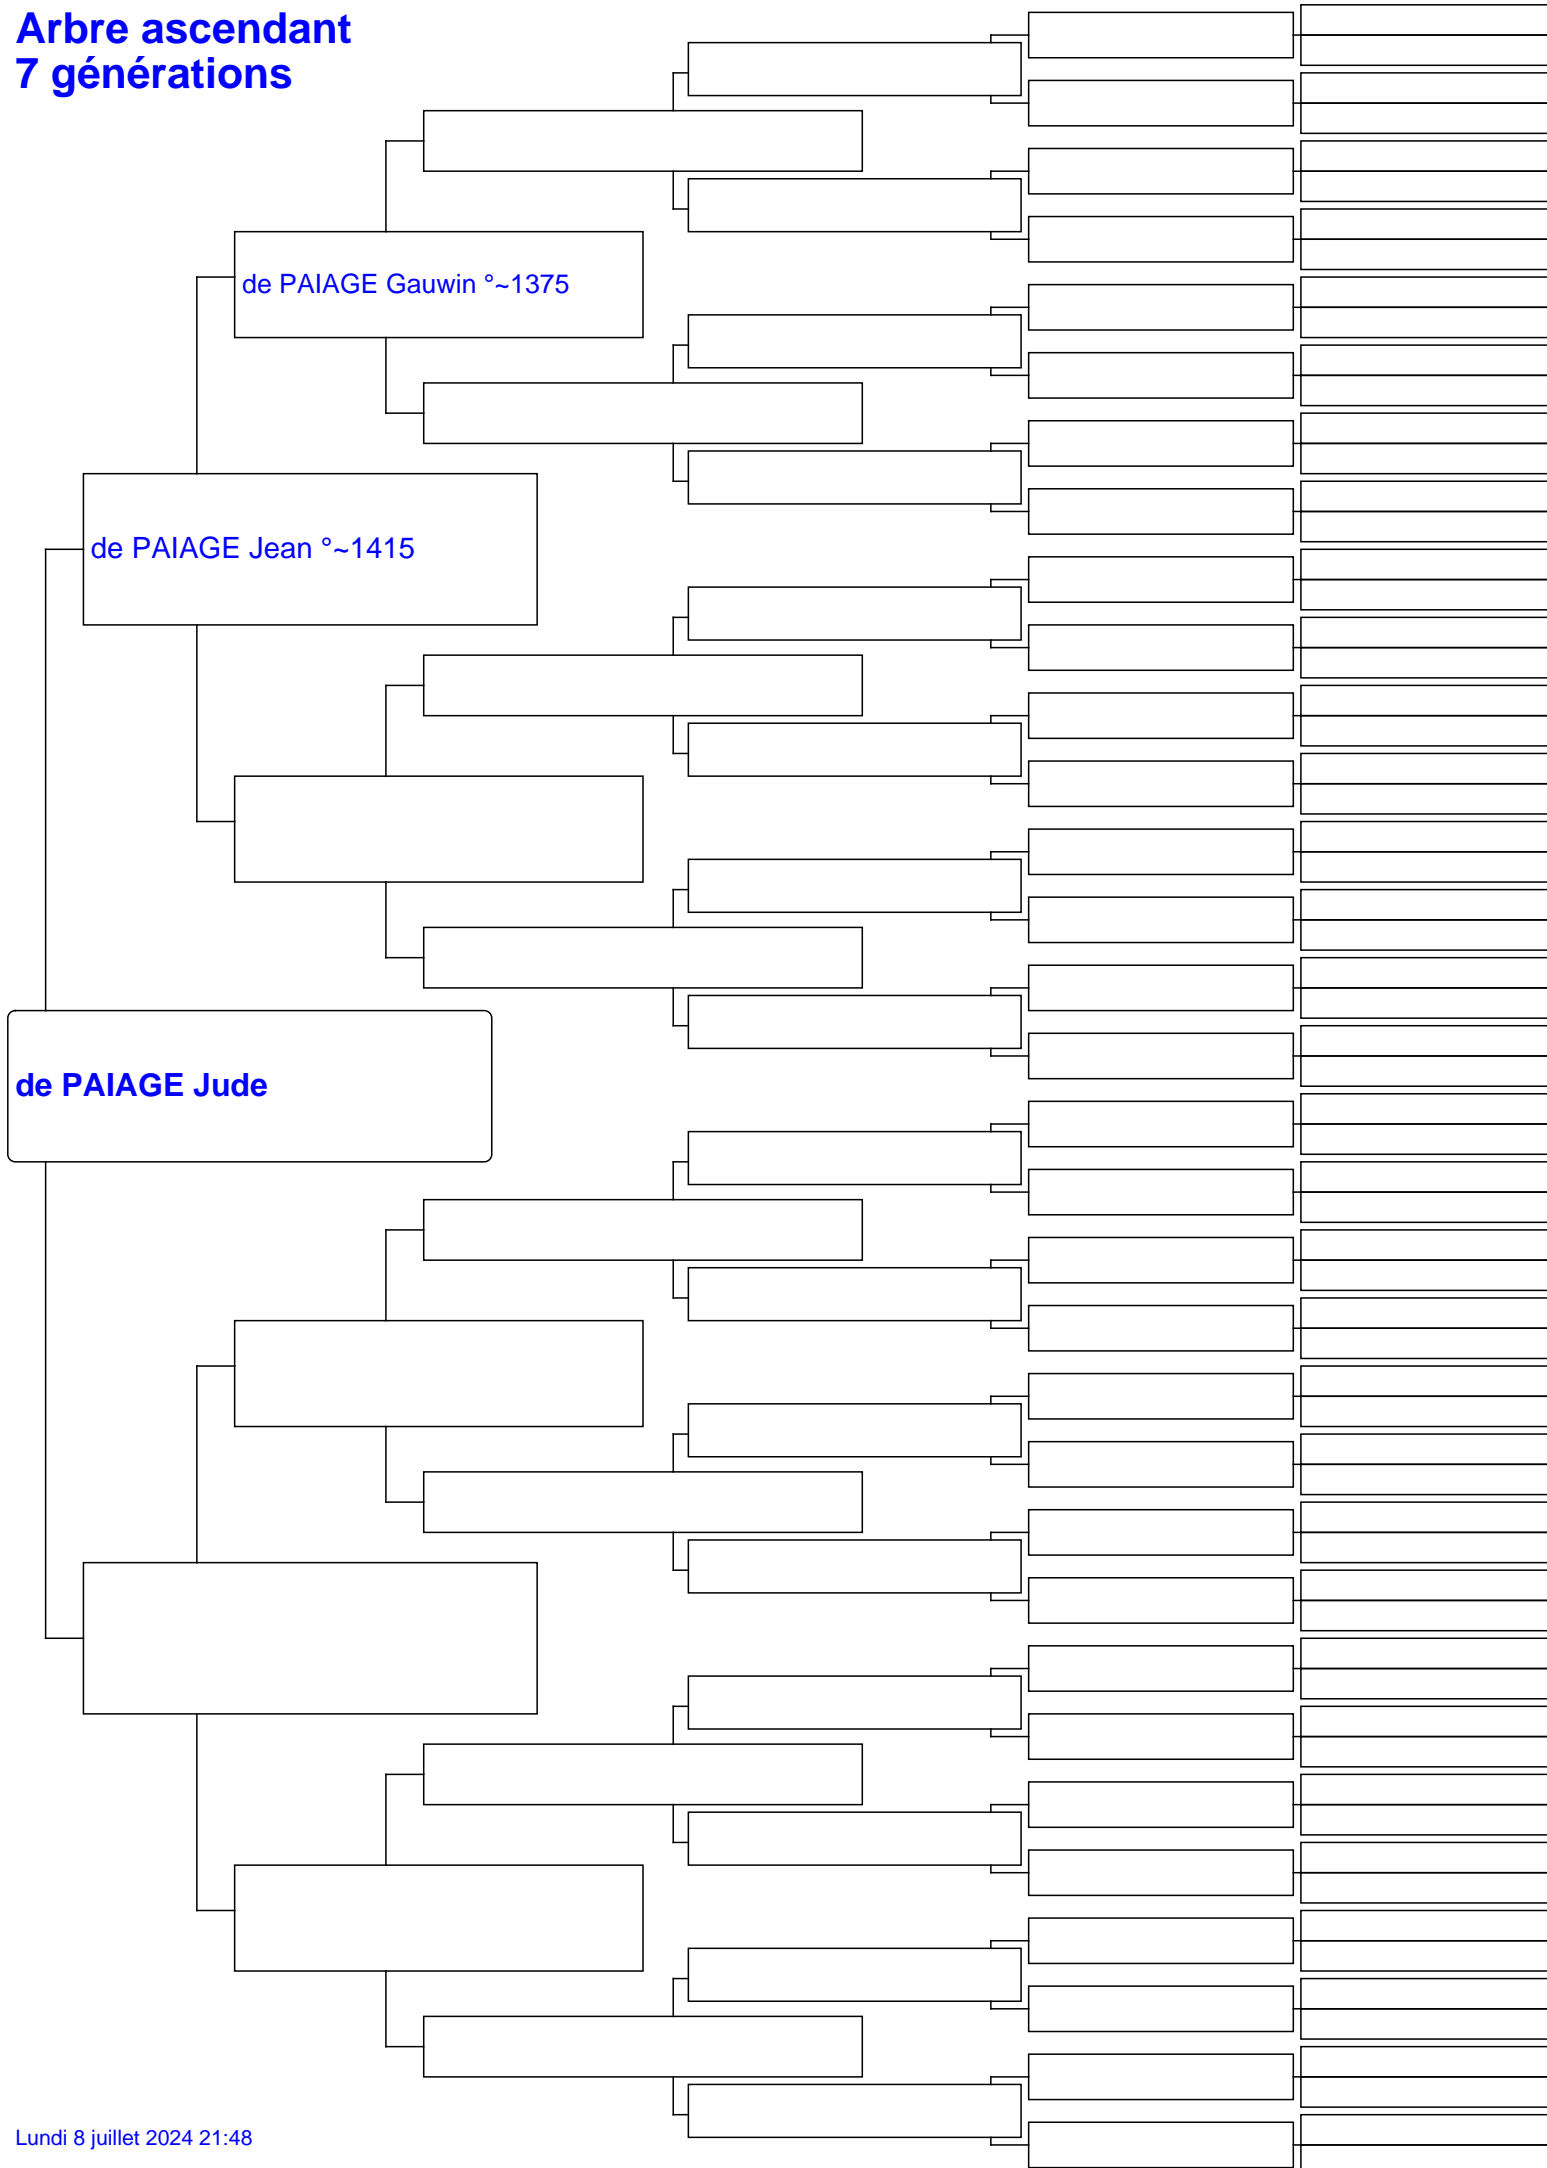 Arbre ascendant
7 générations
de PAIAGE Gauwin °~1375
de PAIAGE Jean °~1415
de PAIAGE Jude
Lundi 8 juillet 2024 21:48